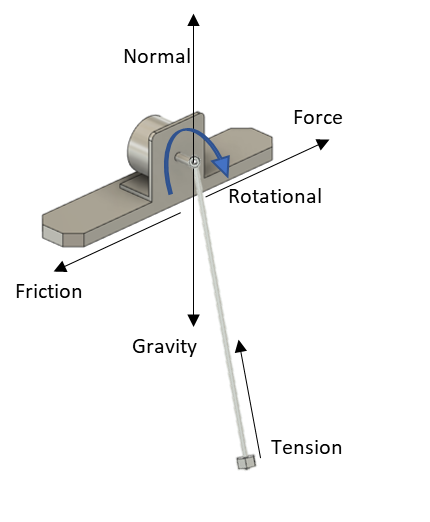 Normal
Force
Rotational
Friction
Gravity
Tension